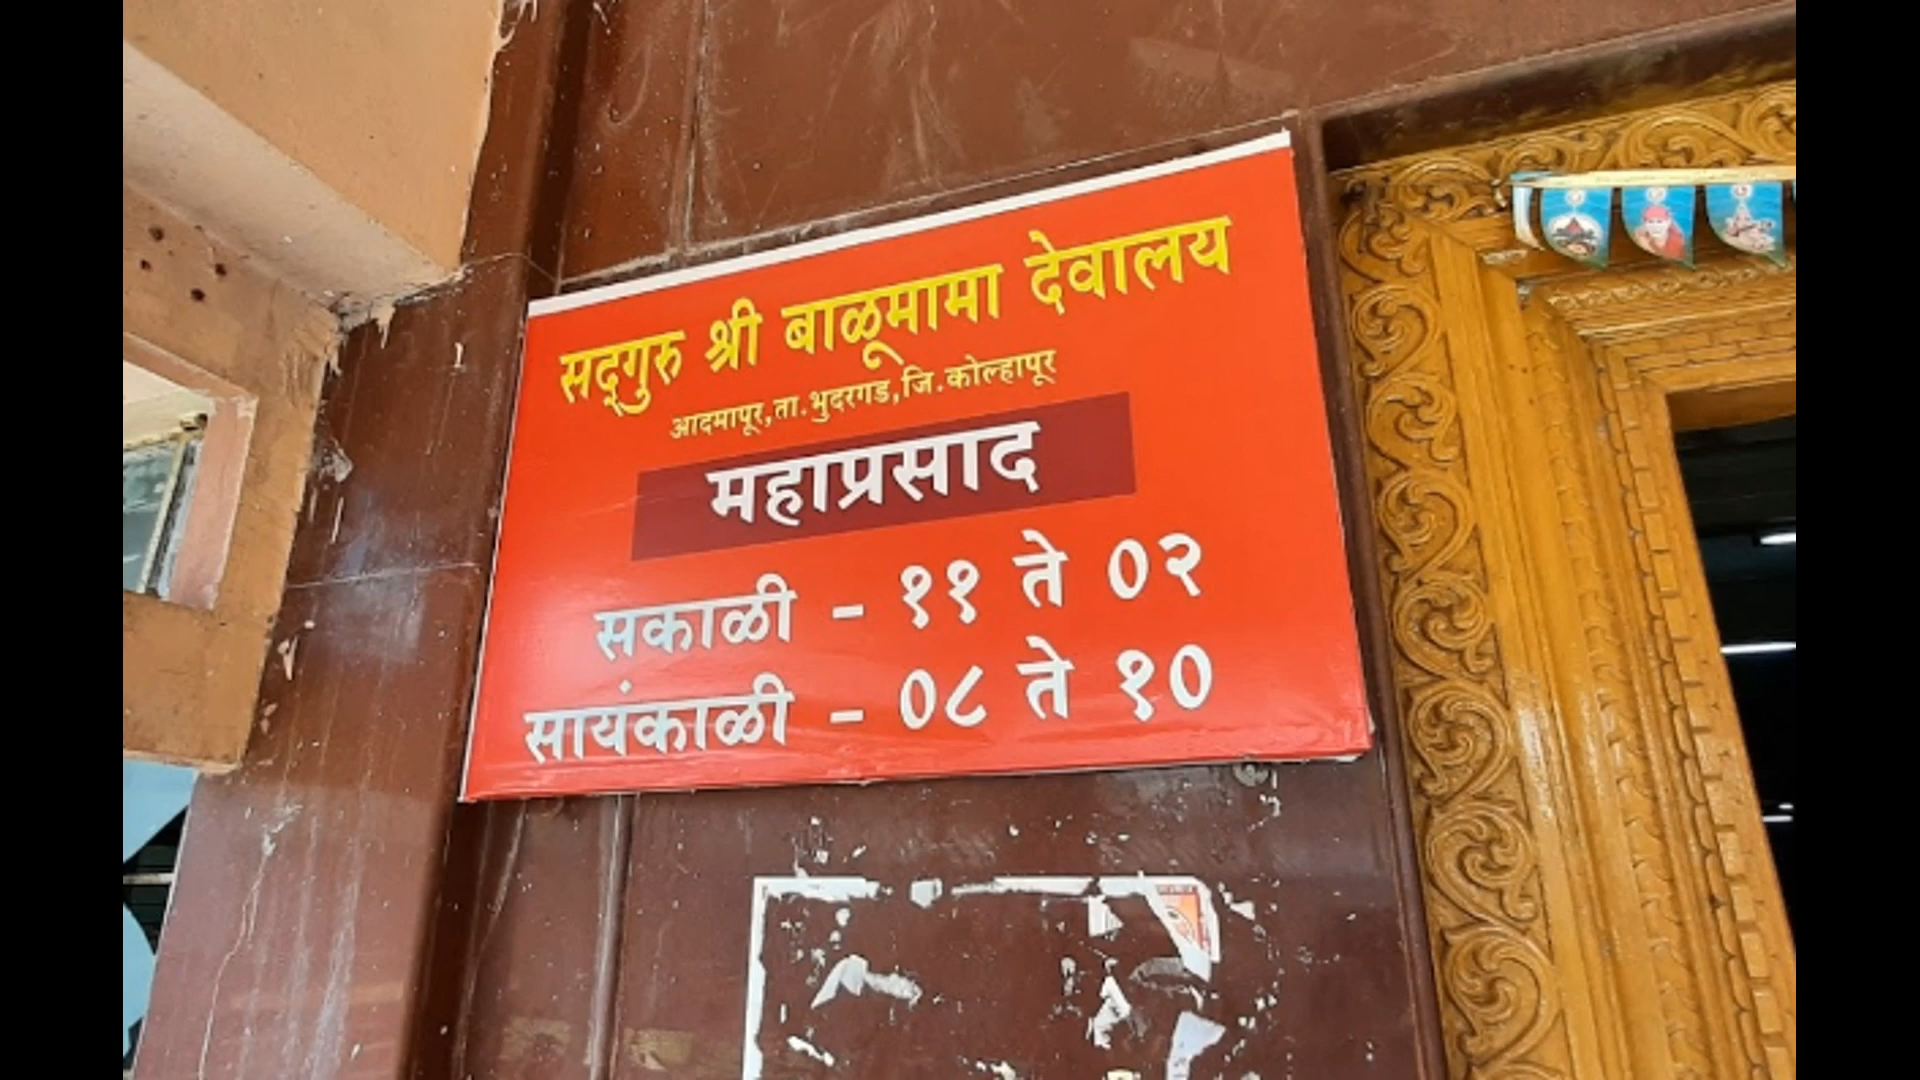 सद्‌गुरु श्री बाळूमामा देवालय
आदमापूर,ता.भुदरगड,जि.कोल्हापूर
महाप्रसाद
सकाळी - ११ ते ०२
सायंकाळी - ०८ ते १०